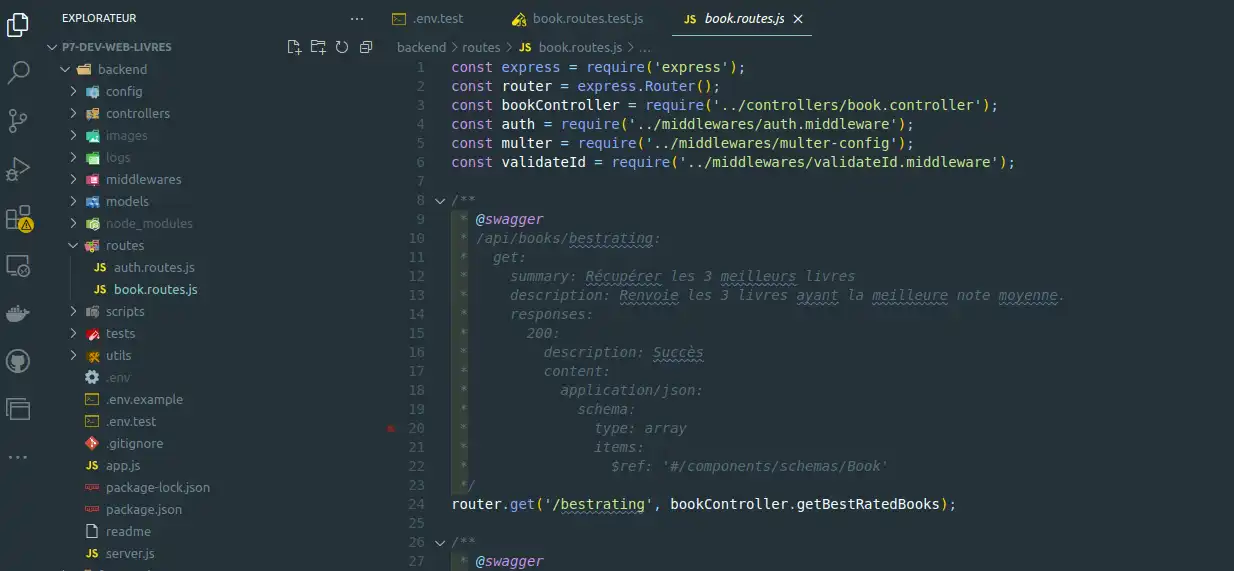 EXPLORATEUR
P7-DEV-WEB-LIVRES
backend
config
controllers
images
logs
middlewares
models
node_modules
routes
JS auth.routes.js
JS book.routes.js
scripts
tests
utils
.env
.env.example
.env.test
.gitignore
JS app.js
package-lock.json
package.json
readme
JS server.js
.env.test
book.routes.test.js
JS book.routes.js
backend > routes > JS book.routes.js > ...
1 const express = require('express');
2 const router = express.Router();
3 const bookController = require('../controllers/book.controller');
4 const auth = require('../middlewares/auth.middleware');
5 const multer = require('../middlewares/multer-config');
6 const validateId = require('../middlewares/validateId.middleware');
7
8 /**
9 * @swagger
10 * /api/books/bestrating:
11 *   get:
12 *     summary: Récupérer les 3 meilleurs livres
13 *     description: Renvoie les 3 livres ayant la meilleure note moyenne.
14 *     responses:
15 *       200:
16 *         description: Succès
17 *         content:
18 *           application/json:
19 *             schema:
20 *               type: array
21 *               items:
22 *                 $ref: '#/components/schemas/Book'
23 */
24 router.get('/bestrating', bookController.getBestRatedBooks);
25
26 /**
27 * @swagger